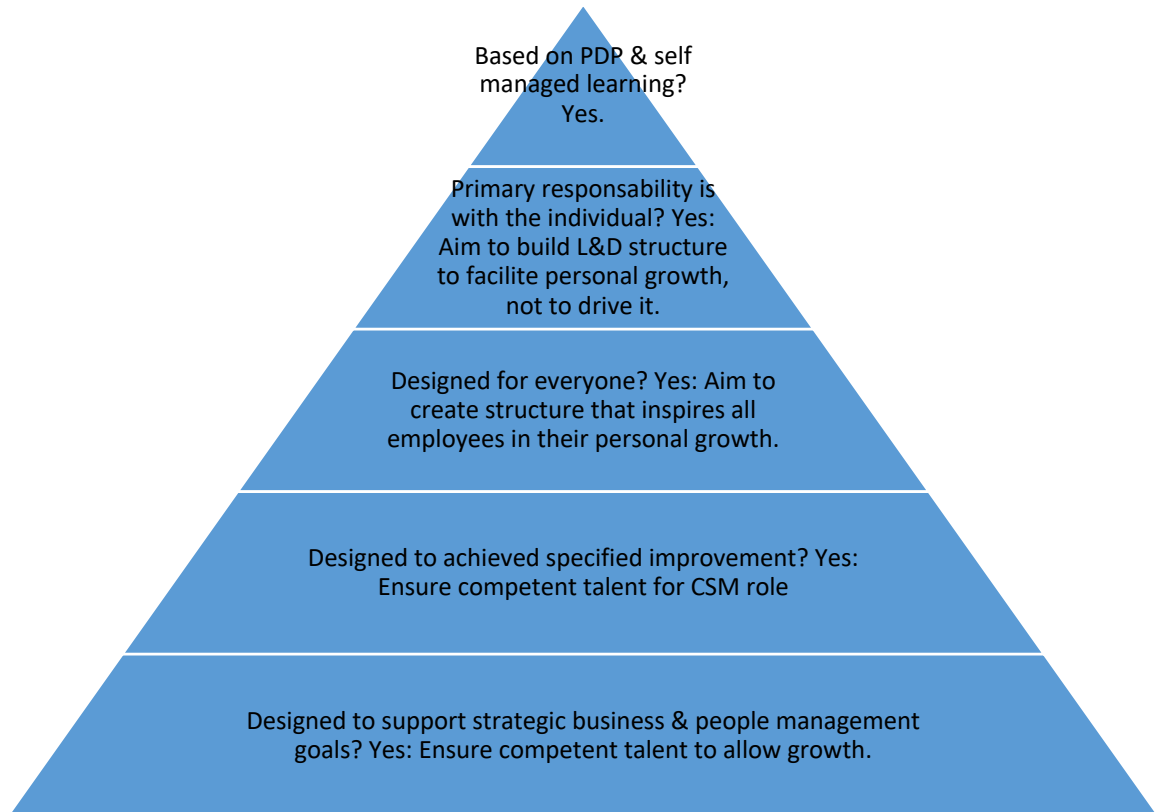 Based on PDP & self
managed learning?
Yes.
Primary responsability is
with the individual? Yes:
Aim to build L&D structure
to facilite personal growth,
not to drive it.
Designed for everyone? Yes: Aim to
create structure that inspires all
employees in their personal growth.
Designed to achieved specified improvement? Yes:
Ensure competent talent for CSM role
Designed to support strategic business & people management
goals? Yes: Ensure competent talent to allow growth.